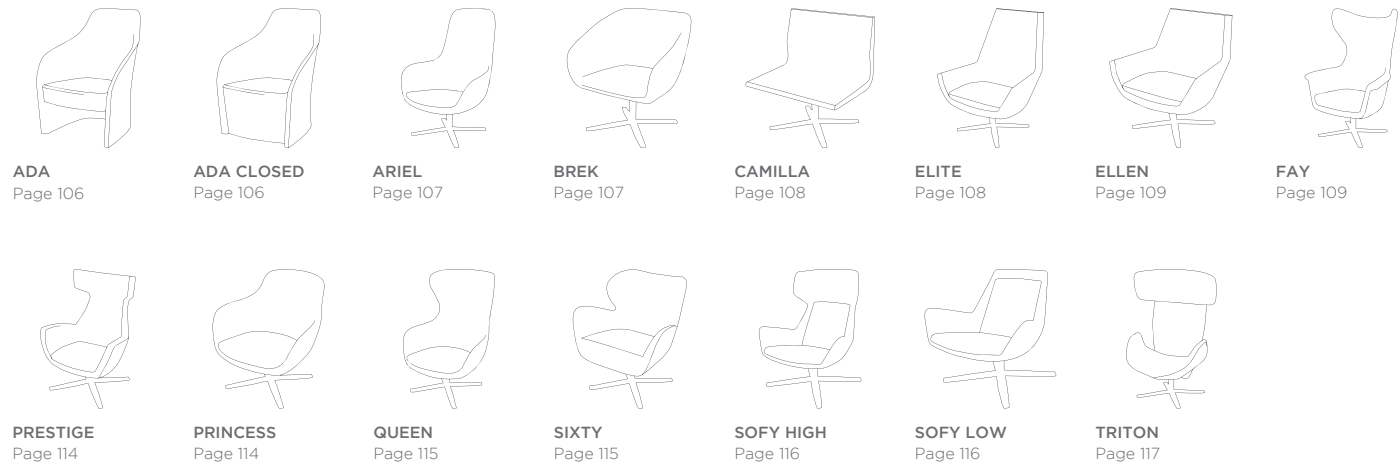 ADA
Page 106
ADA CLOSED
Page 106
ARIEL
Page 107
BREK
Page 107
CAMILLA
Page 108
ELITE
Page 108
ELLEN
Page 109
FAY
Page 109
PRESTIGE
Page 114
PRINCESS
Page 114
QUEEN
Page 115
SIXTY
Page 115
SOFY HIGH
Page 116
SOFY LOW
Page 116
TRITON
Page 117